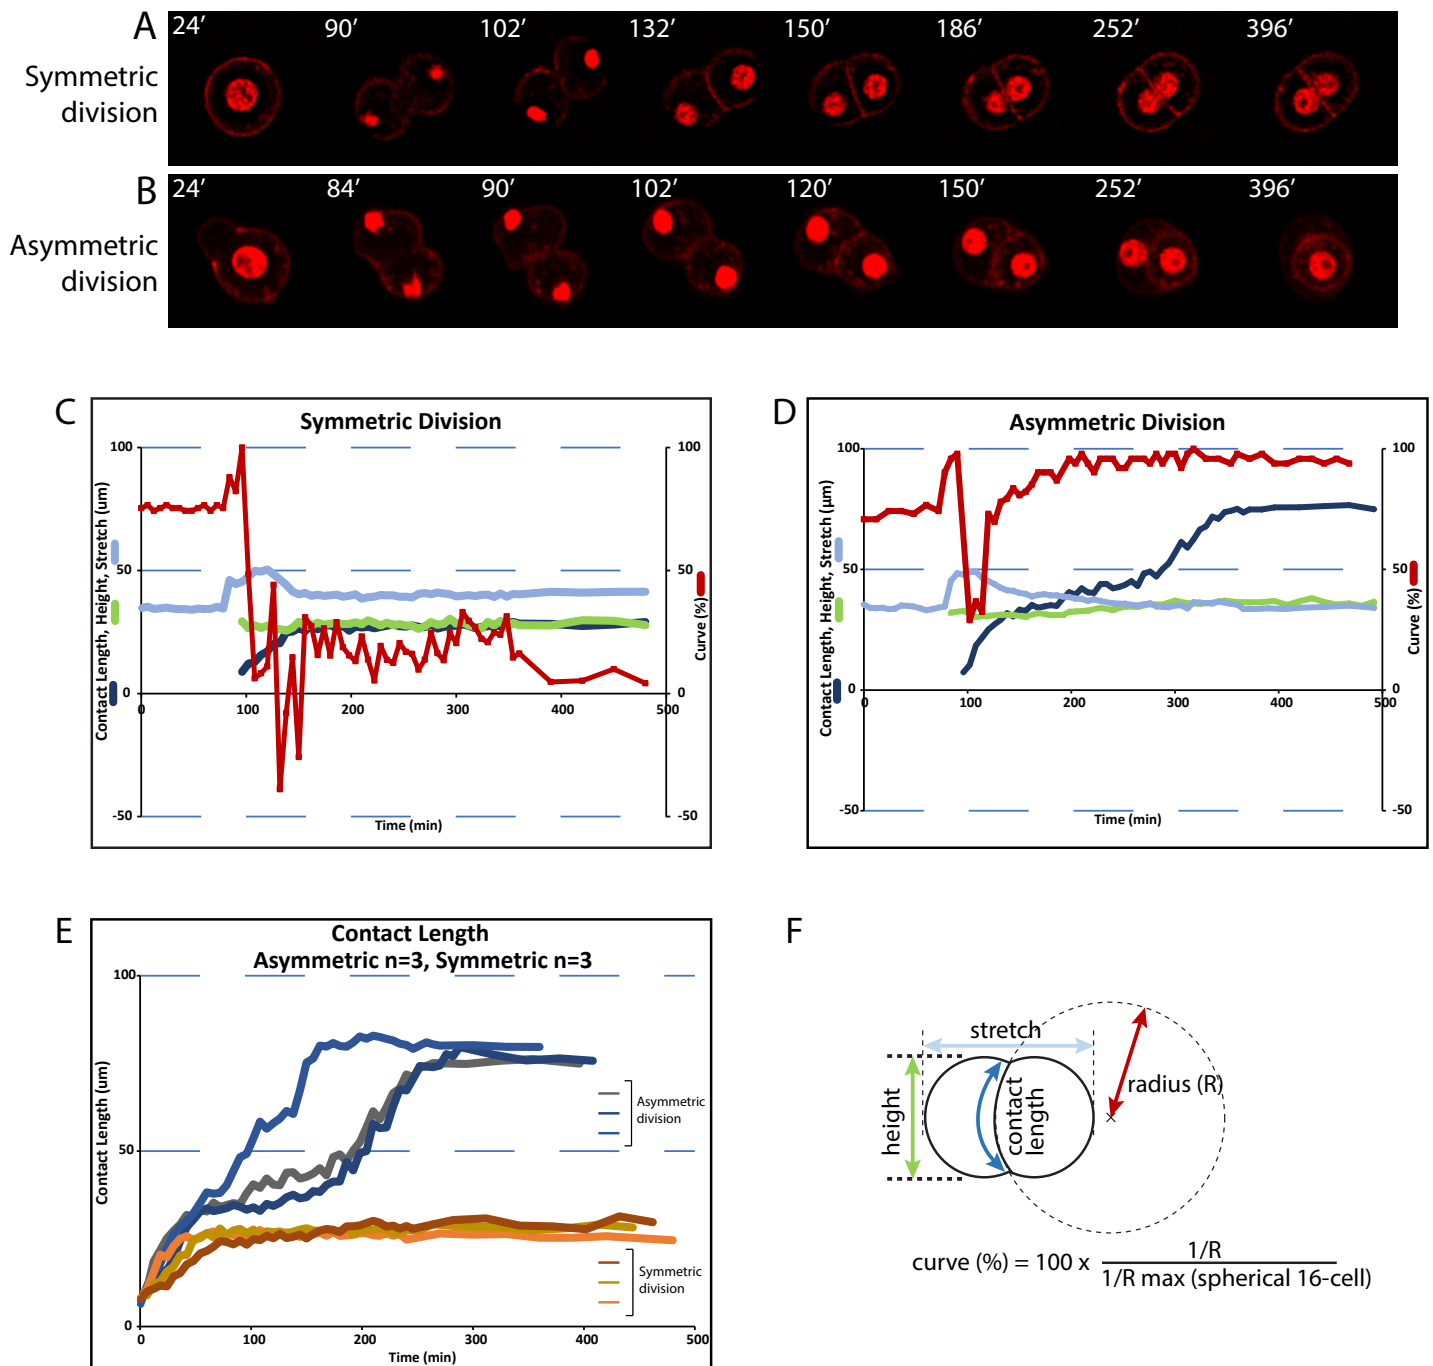 A
Symmetric
division
24′
90′
102′
132′
150′
186′
252′
396′
B
Asymmetric
division
24′
84′
90′
102′
120′
150′
252′
396′
C
Symmetric Division
Contact Length, Height, Stretch (um)
100
50
0
-50
0
100
200
300
400
500
Time (min)
100
50
0
-50
Curve (%)
D
Asymmetric Division
Contact Length, Height, Stretch (µm)
100
50
0
-50
0
100
200
300
400
500
Time (min)
100
50
0
-50
Curve (%)
E
Contact Length
Asymmetric n=3, Symmetric n=3
Contact Length (um)
100
50
0
0
100
200
300
400
500
Time (min)
Asymmetric
division
Symmetric
division
F
stretch
height
contact
length
radius (R)
×
curve (%) = 100 x 1/R
1/R max (spherical 16-cell)